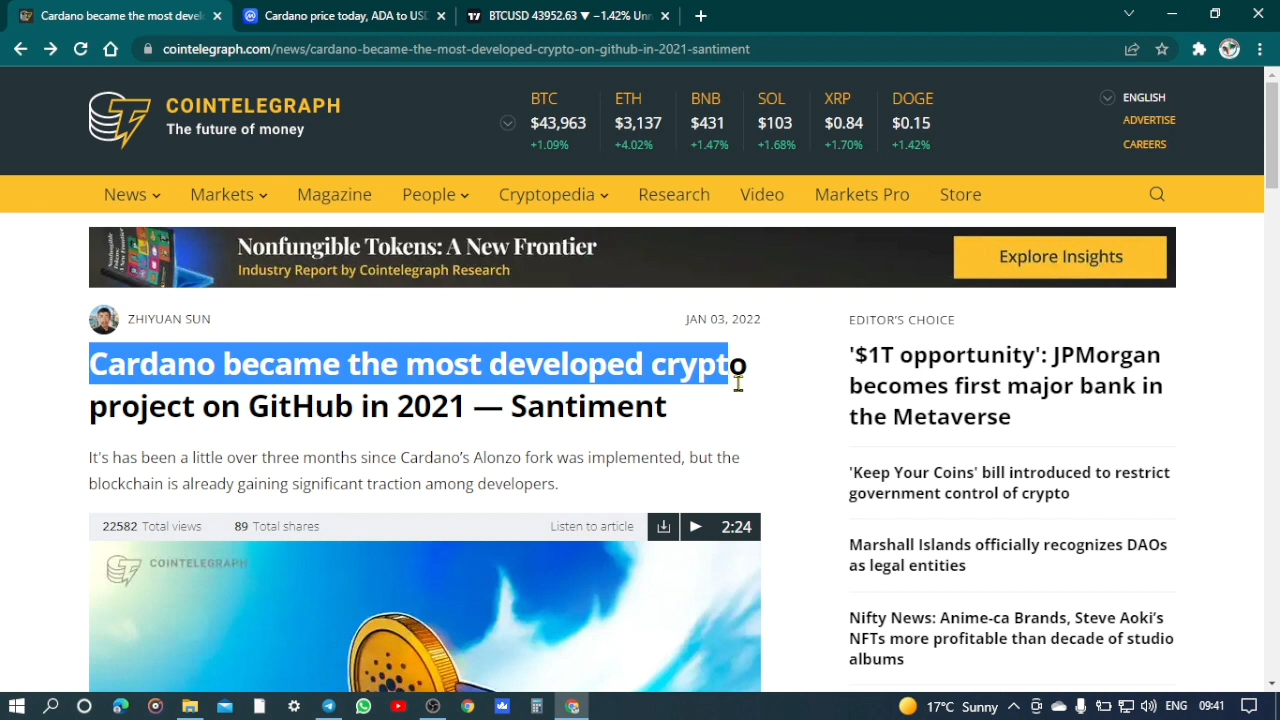 Cardano became the most devel
Cardano price today, ADA to USD
BTCUSD 43952.63 ▼ −1.42% Unn
cointelegraph.com/news/cardano-became-the-most-developed-crypto-on-github-in-2021-santiment
COINTELEGRAPH
The future of money
BTC ETH BNB SOL XRP DOGE
$43,963 $3,137 $431 $103 $0.84 $0.15
+1.09% +4.02% +1.47% +1.68% +1.70% +1.42%
ENGLISH
ADVERTISE
CAREERS
News Markets Magazine People Cryptopedia Research Video Markets Pro Store
Nonfungible Tokens: A New Frontier
Industry Report by Cointelegraph Research
Explore Insights
ZHIYUAN SUN
JAN 03, 2022
Cardano became the most developed crypto
project on GitHub in 2021 — Santiment
It's has been a little over three months since Cardano’s Alonzo fork was implemented, but the
blockchain is already gaining significant traction among developers.
22582 Total views 89 Total shares Listen to article 2:24
COINTELEGRAPH
EDITOR’S CHOICE
'$1T opportunity': JPMorgan
becomes first major bank in
the Metaverse
'Keep Your Coins' bill introduced to restrict
government control of crypto
Marshall Islands officially recognizes DAOs
as legal entities
Nifty News: Anime-ca Brands, Steve Aoki’s
NFTs more profitable than decade of studio
albums
17°C Sunny ENG 09:41